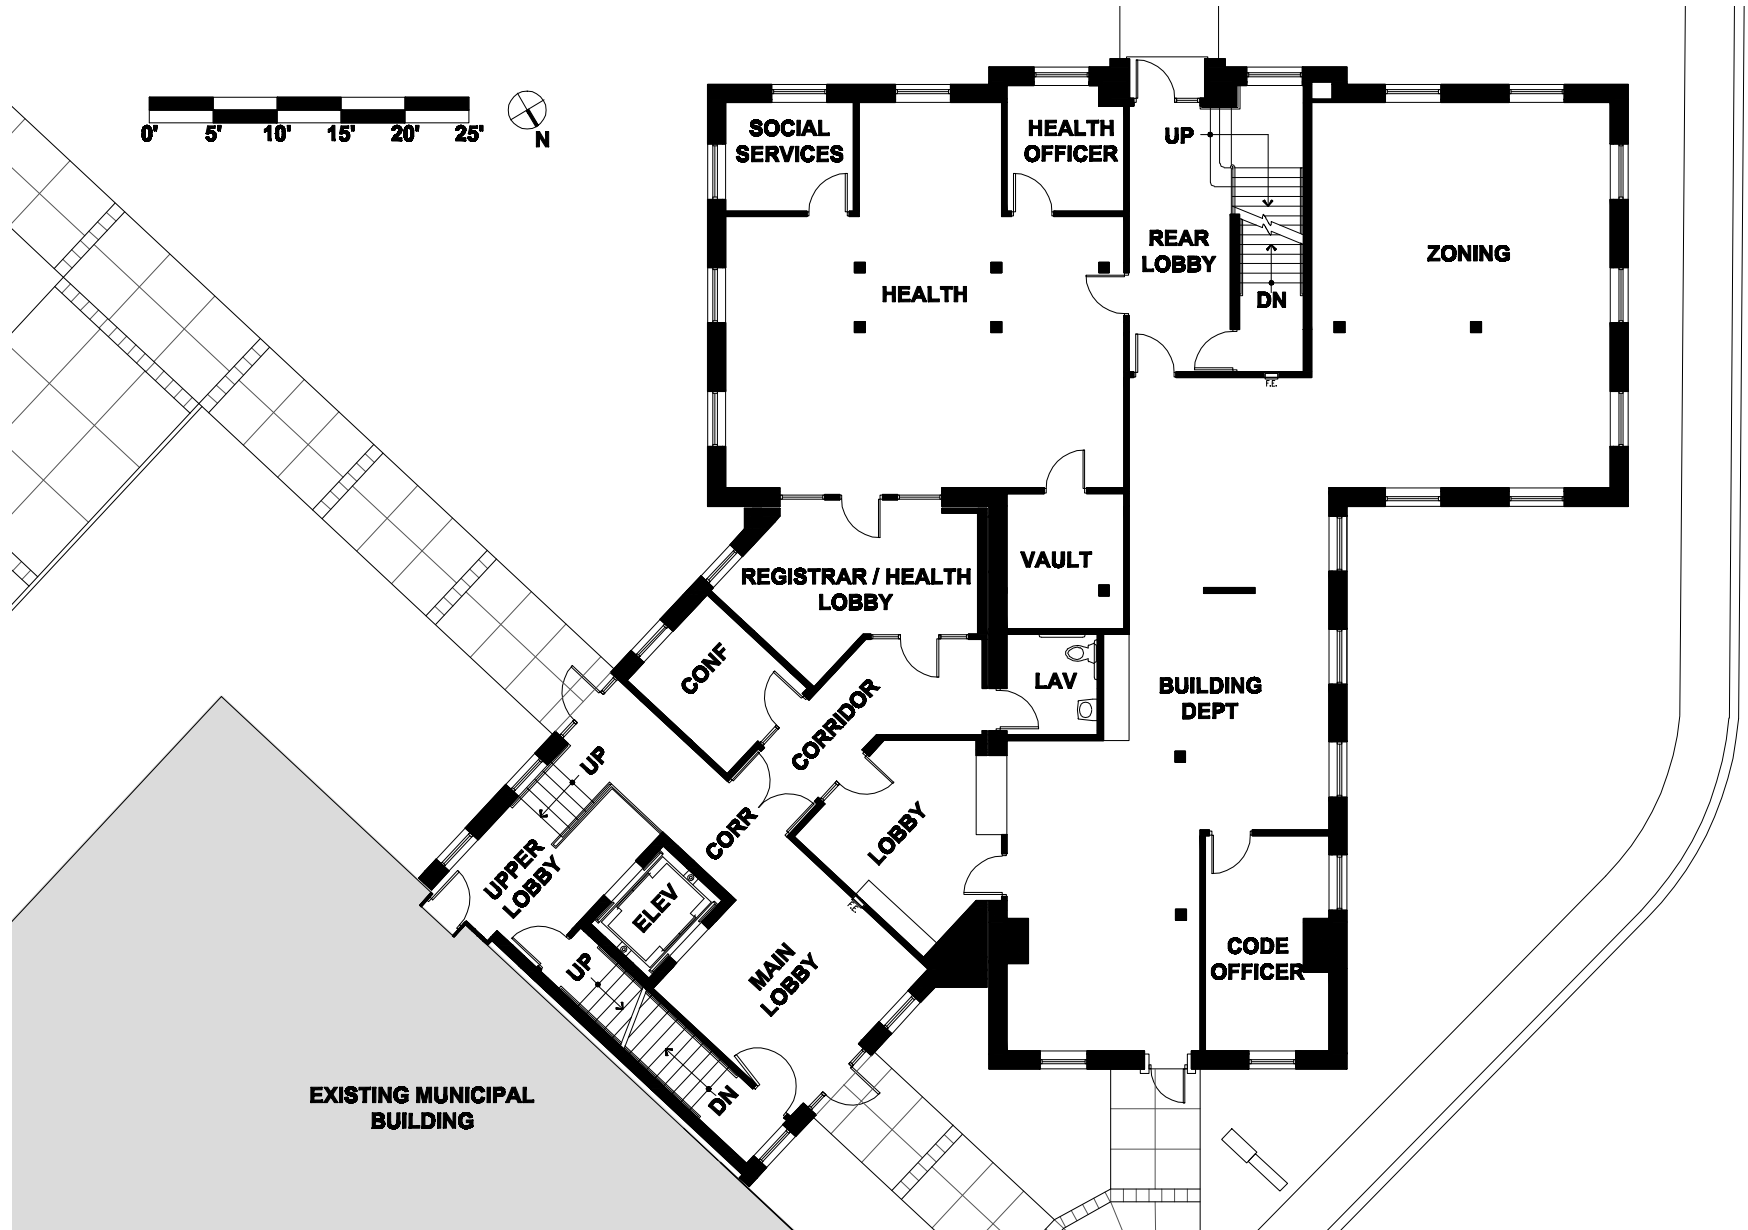 0' 5' 10' 15' 20' 25'
N
SOCIAL
SERVICES
HEALTH
OFFICER
UP
REAR
LOBBY
ZONING
HEALTH
DN
F.E.
VAULT
REGISTRAR / HEALTH
LOBBY
CONF
LAV
BUILDING
DEPT
CORRIDOR
UP
CORR
LOBBY
UPPER
LOBBY
ELEV
F.E.
MAIN
LOBBY
UP
CODE
OFFICER
DN
EXISTING MUNICIPAL
BUILDING